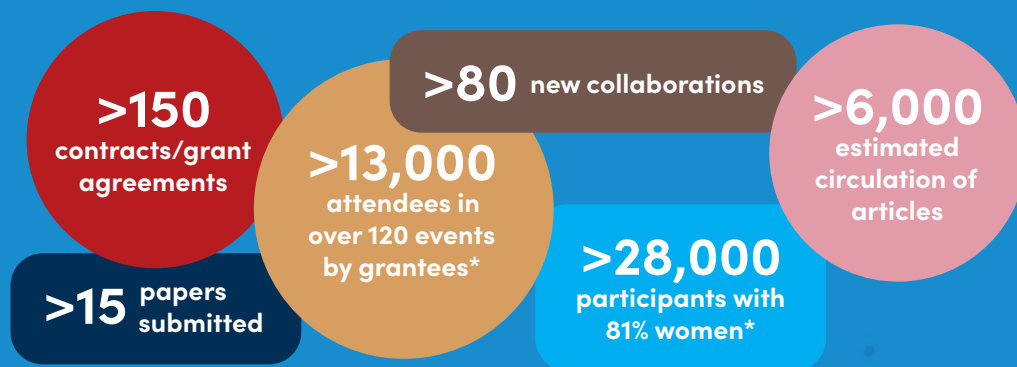 >150
contracts/grant
agreements
>15 papers
submitted
>13,000
attendees in
over 120 events
by grantees*
>80 new collaborations
>28,000
participants with
81% women*
>6,000
estimated
circulation of
articles